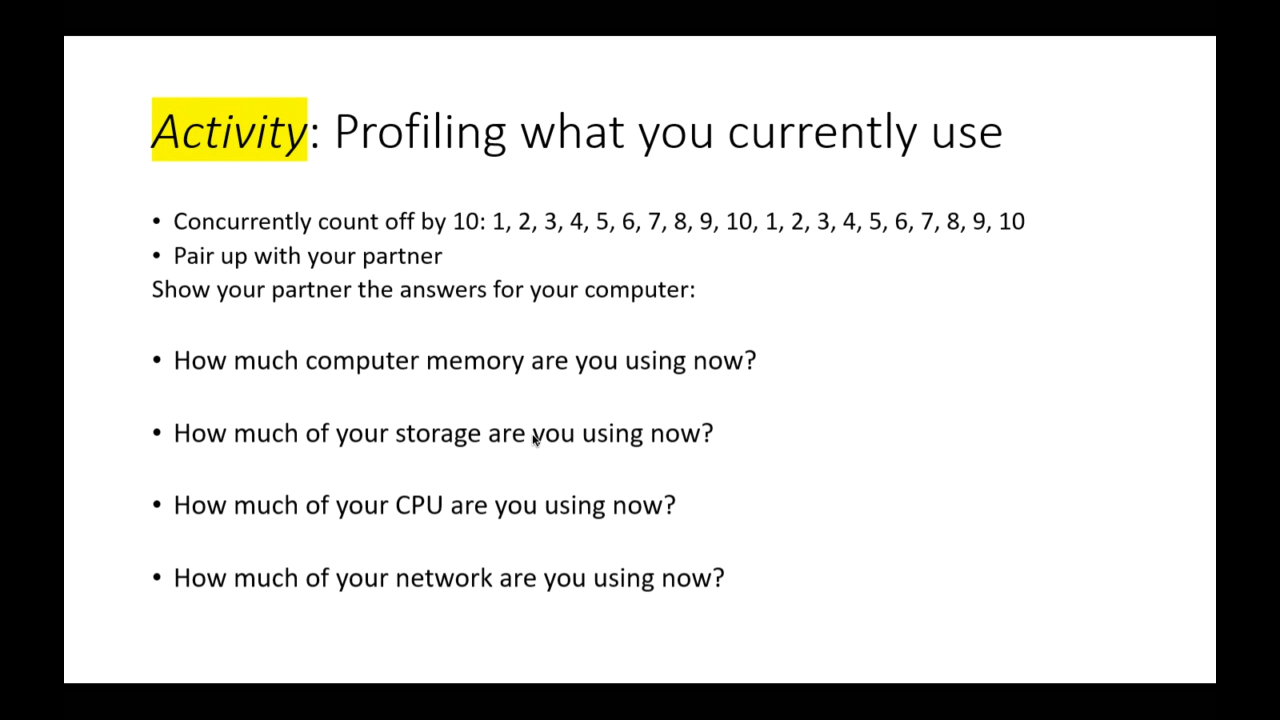 Activity: Profiling what you currently use
• Concurrently count off by 10: 1, 2, 3, 4, 5, 6, 7, 8, 9, 10, 1, 2, 3, 4, 5, 6, 7, 8, 9, 10
• Pair up with your partner
Show your partner the answers for your computer:
• How much computer memory are you using now?
• How much of your storage are you using now?
• How much of your CPU are you using now?
• How much of your network are you using now?